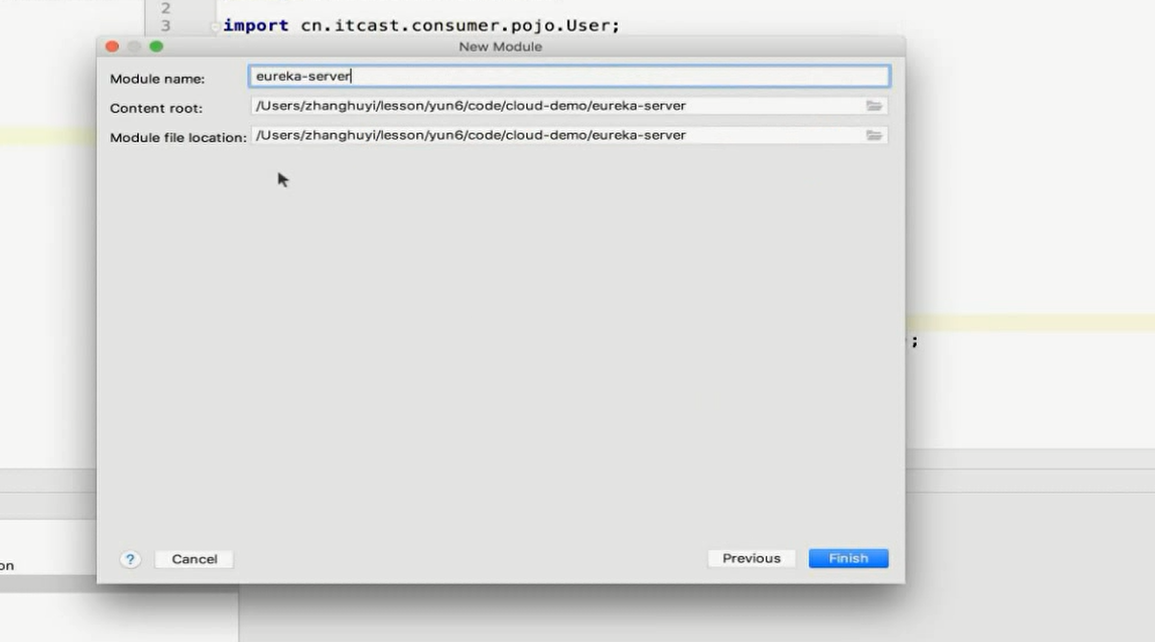 2
3
import cn.itcast.consumer.pojo.User;
New Module
Module name: eureka-server
Content root: /Users/zhanghuyi/lesson/yun6/code/cloud-demo/eureka-server
Module file location: /Users/zhanghuyi/lesson/yun6/code/cloud-demo/eureka-server
;
on
? Cancel Previous Finish